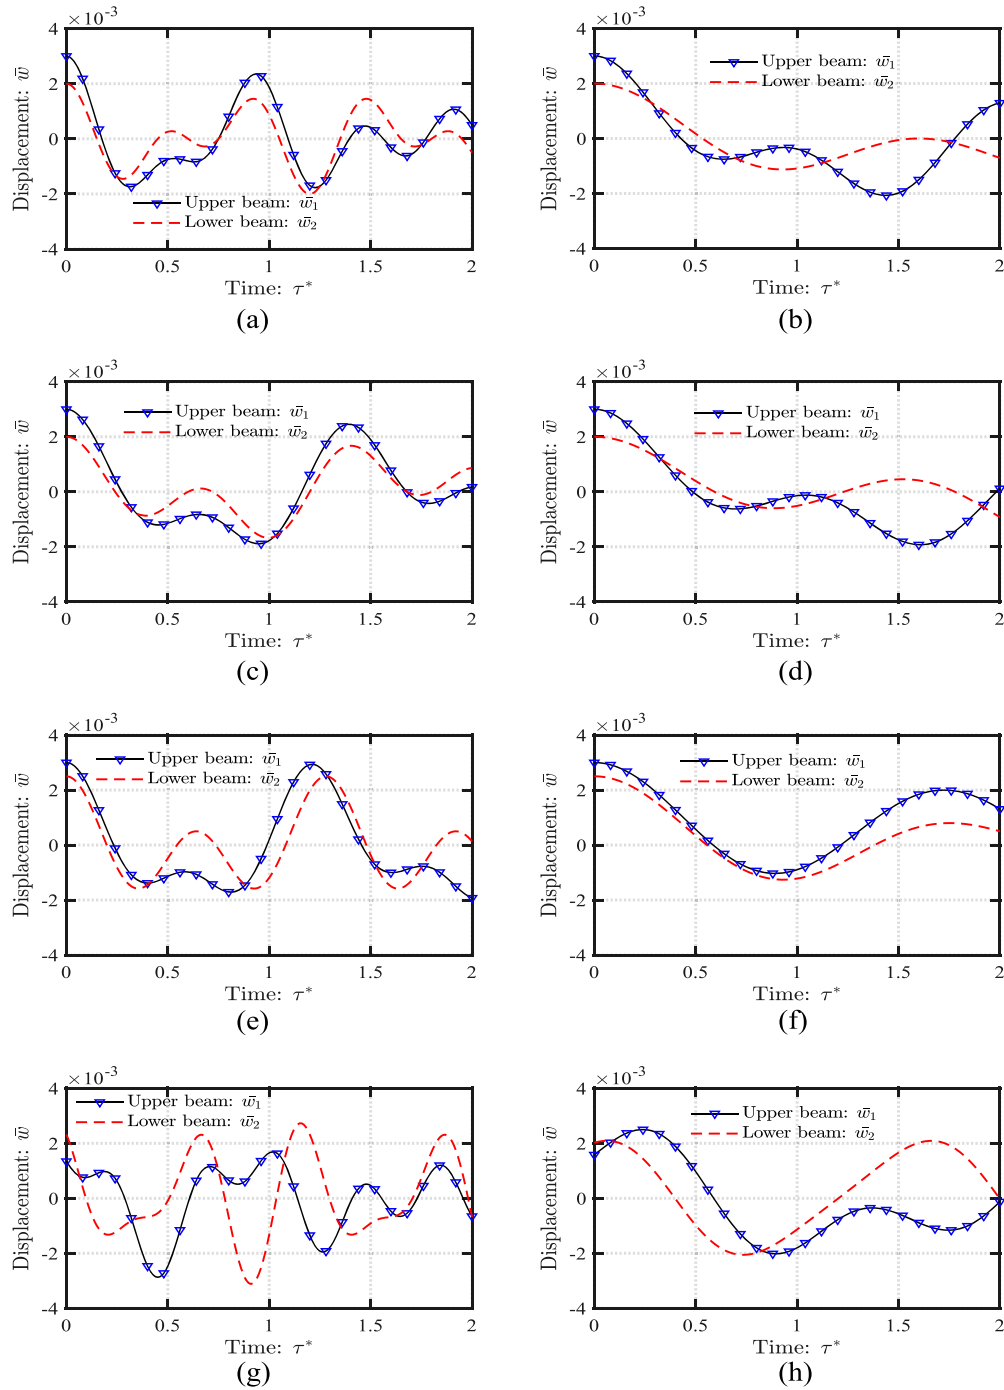 ×10⁻³
Displacement: w̄
4
2
0
-2
-4
Upper beam: w̄₁
Lower beam: w̄₂
0 0.5 1 1.5 2
Time: τ*
(a)
×10⁻³
Displacement: w̄
4
2
0
-2
-4
Upper beam: w̄₁
Lower beam: w̄₂
0 0.5 1 1.5 2
Time: τ*
(b)
×10⁻³
Displacement: w̄
4
2
0
-2
-4
Upper beam: w̄₁
Lower beam: w̄₂
0 0.5 1 1.5 2
Time: τ*
(c)
×10⁻³
Displacement: w̄
4
2
0
-2
-4
Upper beam: w̄₁
Lower beam: w̄₂
0 0.5 1 1.5 2
Time: τ*
(d)
×10⁻³
Displacement: w̄
4
2
0
-2
-4
Upper beam: w̄₁
Lower beam: w̄₂
0 0.5 1 1.5 2
Time: τ*
(e)
×10⁻³
Displacement: w̄
4
2
0
-2
-4
Upper beam: w̄₁
Lower beam: w̄₂
0 0.5 1 1.5 2
Time: τ*
(f)
×10⁻³
Displacement: w̄
4
2
0
-2
-4
Upper beam: w̄₁
Lower beam: w̄₂
0 0.5 1 1.5 2
Time: τ*
(g)
×10⁻³
Displacement: w̄
4
2
0
-2
-4
Upper beam: w̄₁
Lower beam: w̄₂
0 0.5 1 1.5 2
Time: τ*
(h)